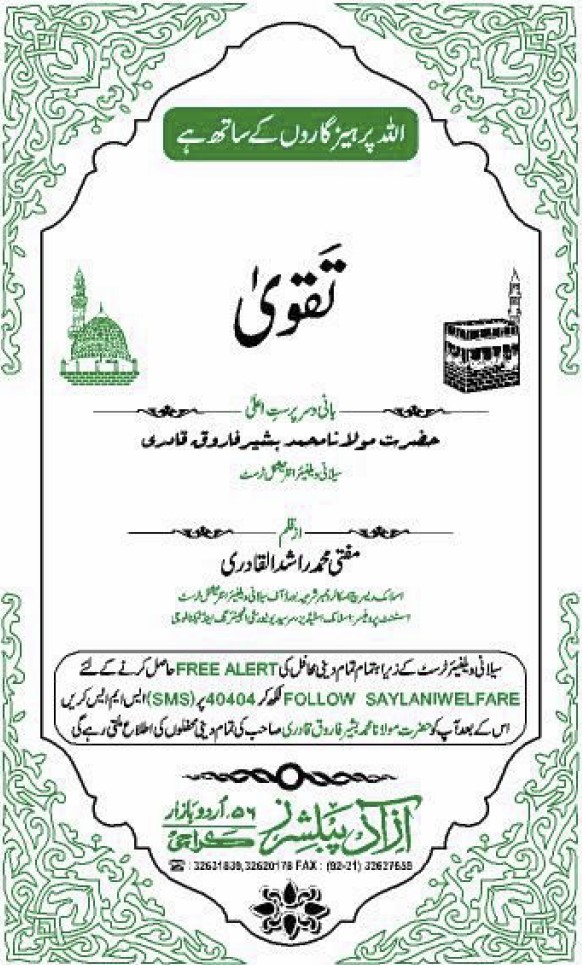 اللہ پرہیزگاروں کے ساتھ ہے
تَقویٰ
بانی و سرپرستِ اعلیٰ
حضرت مولانا محمد بشیر فاروق قادری
سیلانی ویلفیئر انٹرنیشنل ٹرسٹ
از قلم
مفتی محمد راشد القادری
اسلامک ریسرچ اسکالر و ممبر شرعیہ بورڈ آف سیلانی ویلفیئر انٹرنیشنل ٹرسٹ
اسسٹنٹ پروفیسر: اسلامک اسٹیڈیز، سرسید یونیورسٹی انجینئرنگ اینڈ ٹیکنالوجی
سیلانی ویلفیئر ٹرسٹ کے زیر اہتمام تمام دینی محافل کی FREE ALERT حاصل کرنے کے لئے
FOLLOW SAYLANIWELFARE لکھ کر 40404 پر (SMS) ایس ایم ایس کریں
اس کے بعد آپ کو حضرت مولانا محمد بشیر فاروق قادری صاحب کی تمام دینی محفلوں کی اطلاع ملتی رہے گی
آزاد پبلشرز ۵۶، اُردو بازار کراچی
☎ : 32631839,32620178 FAX : (92-21) 32627659